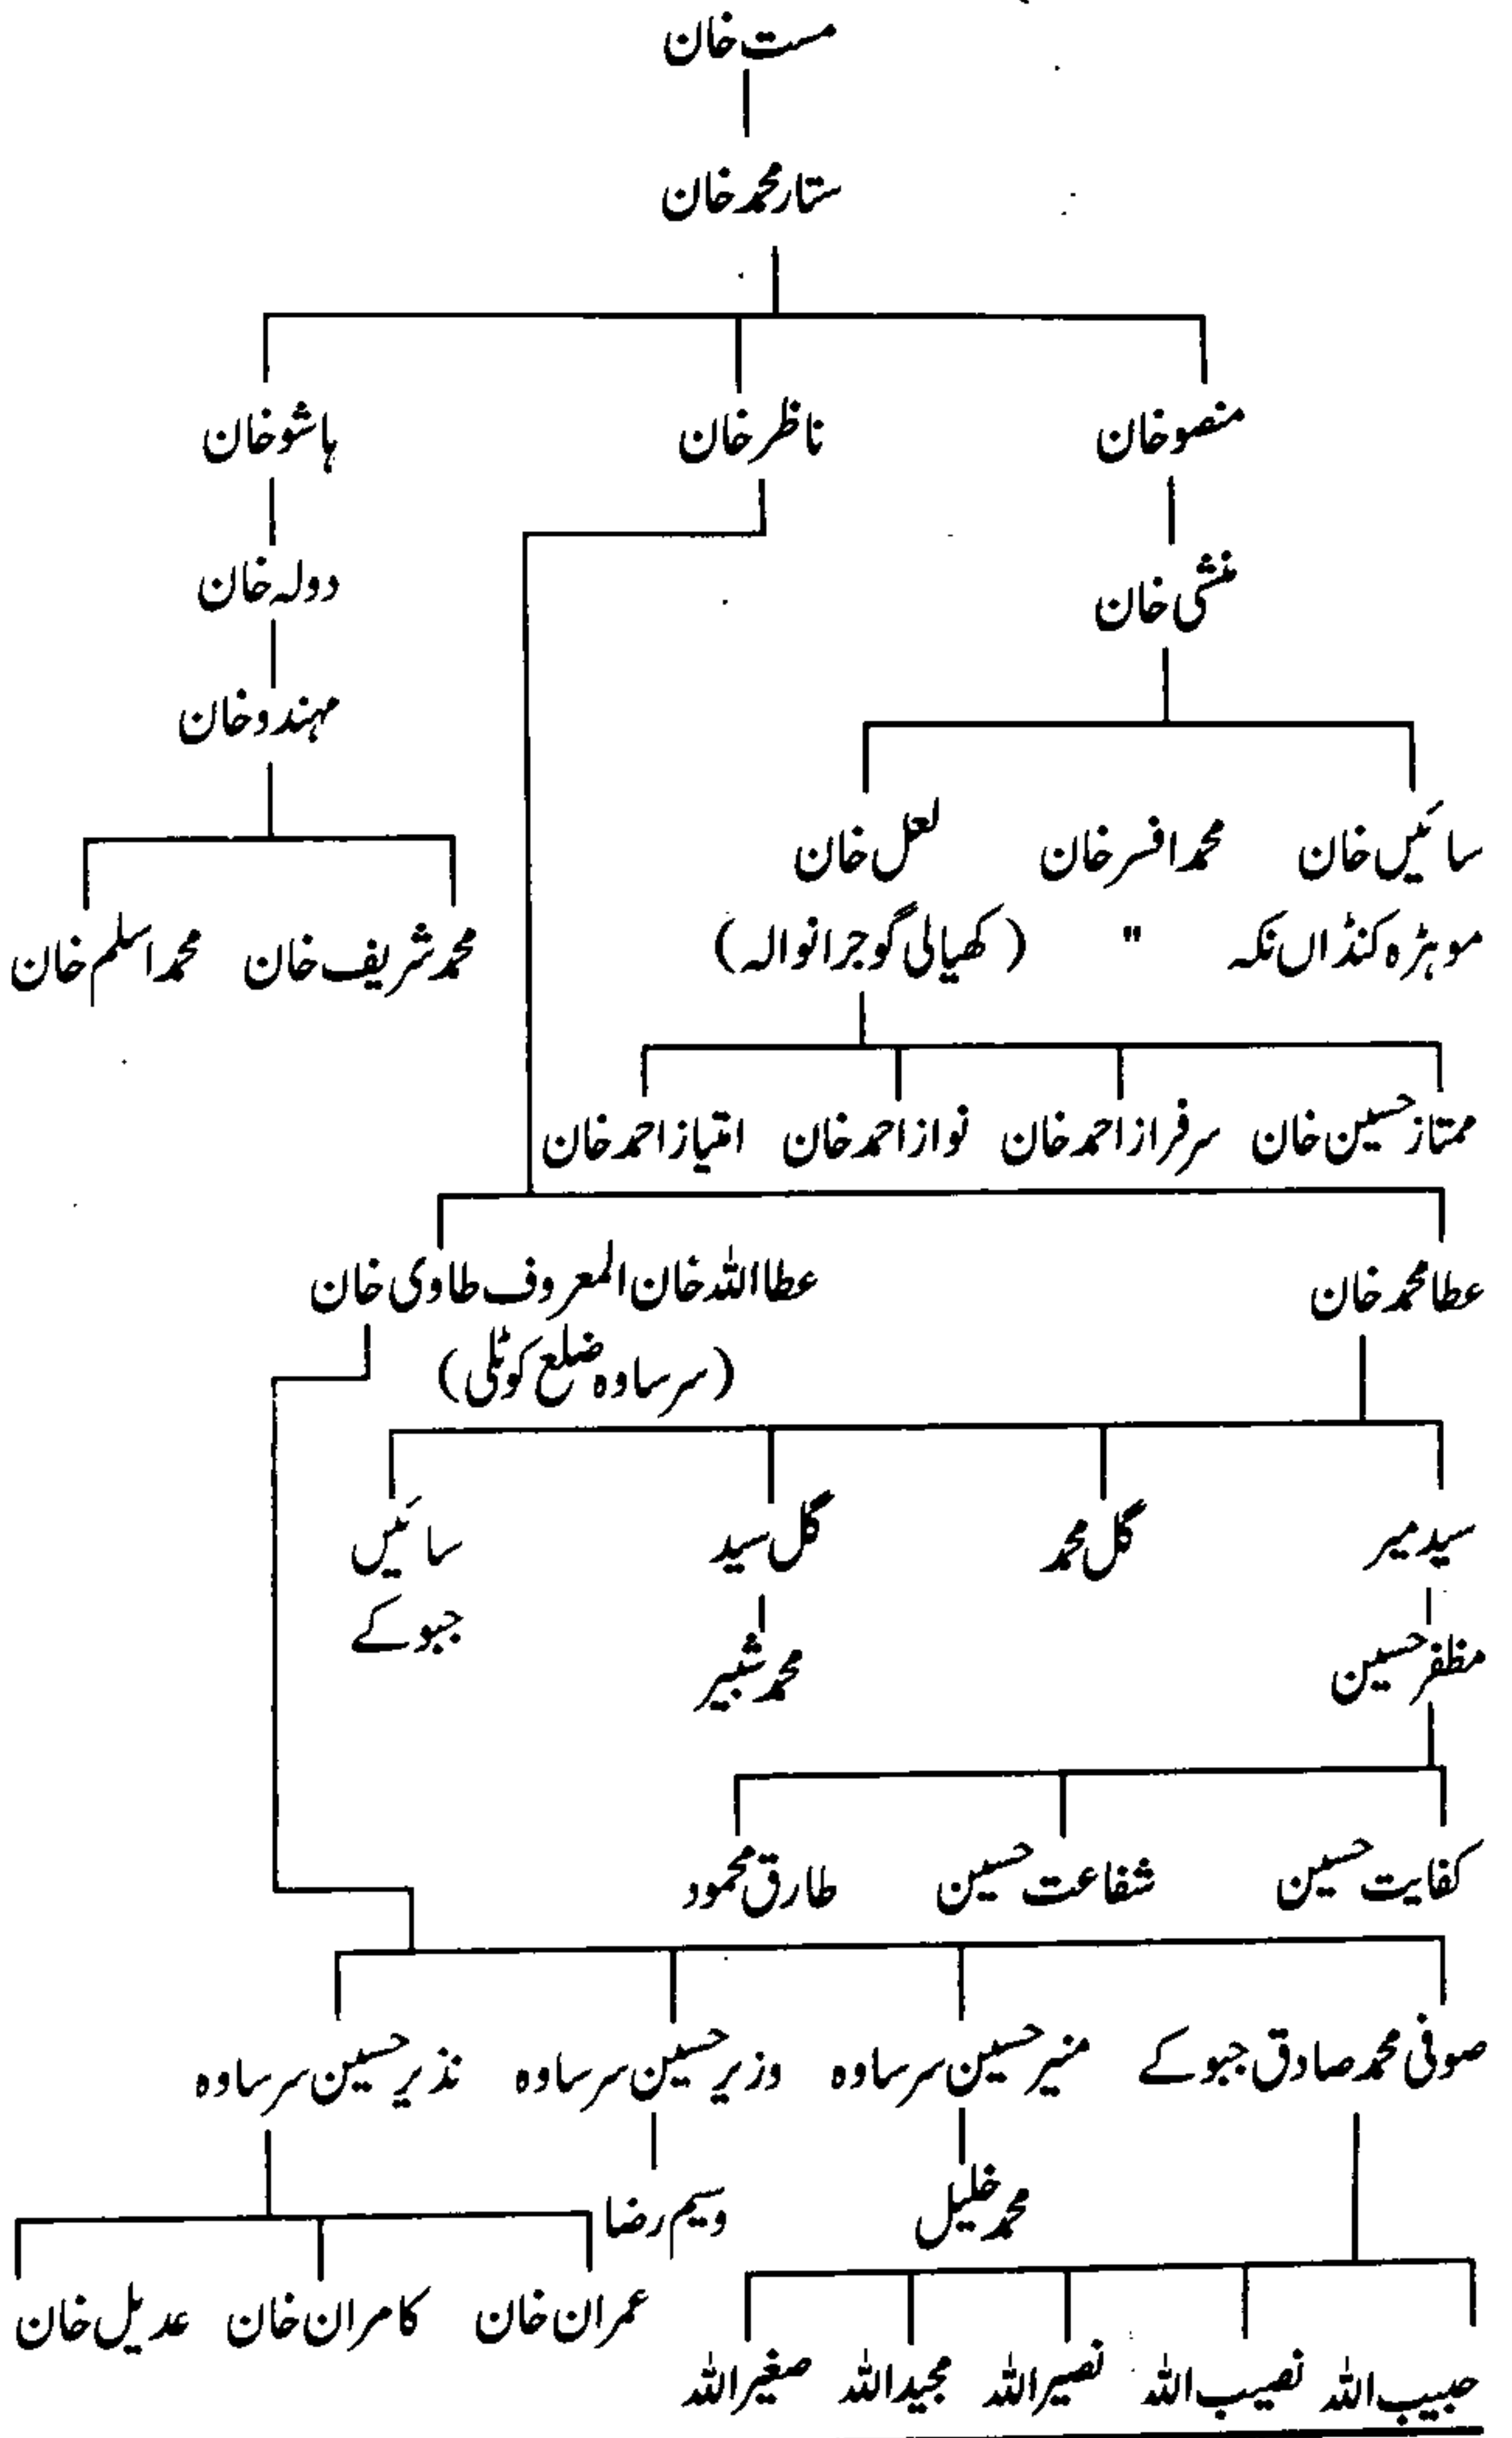 مست خان
ستار محمد خان
منصو خان ناظر خان ہاشو خان
منشی خان دولہ خان
مہندو خان
سائیں خان محمد افسر خان لعل خان
موہڑہ کنڈاں نکہ " (کھیالی گوجرانوالہ) محمد شریف خان محمد اسلم خان
ممتاز حسین خان سرفراز احمد خان نواز احمد خان امتیاز احمد خان
عطا محمد خان عطا اللہ خان المعروف طاوی خان
(سرساوہ ضلع کوٹلی)
سید میر گل محمد گل سید سائیں
جبوکے
مظفر حسین محمد شبیر
کفایت حسین شفاعت حسین طارق محمود
صوفی محمد صادق جبوکے منیر حسین سرساوہ وزیر حسین سرساوہ نذیر حسین سرساوہ
محمد خلیل وسیم رضا
عمران خان کامران خان عدیل خان
حبیب اللہ نصیب اللہ نصیر اللہ مجید اللہ صغیر اللہ